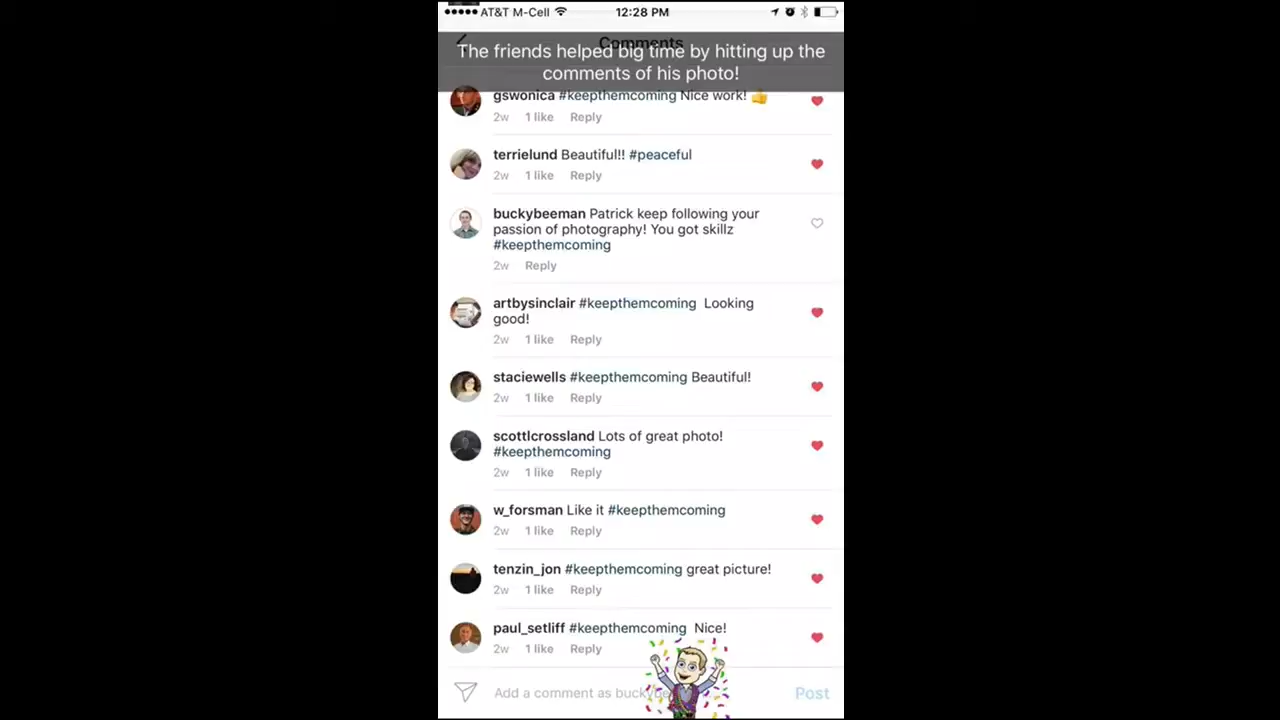 AT&T M-Cell 12:28 PM
Comments
The friends helped big time by hitting up the
comments of his photo!
gswonica #keepthemcoming Nice work! 👍
2w 1 like Reply
terrielund Beautiful!! #peaceful
2w 1 like Reply
buckybeeman Patrick keep following your
passion of photography! You got skillz
#keepthemcoming
2w Reply
artbysinclair #keepthemcoming Looking
good!
2w 1 like Reply
staciewells #keepthemcoming Beautiful!
2w 1 like Reply
scottlcrossland Lots of great photo!
#keepthemcoming
2w 1 like Reply
w_forsman Like it #keepthemcoming
2w 1 like Reply
tenzin_jon #keepthemcoming great picture!
2w 1 like Reply
paul_setliff #keepthemcoming Nice!
2w 1 like Reply
Add a comment as buckybe Post